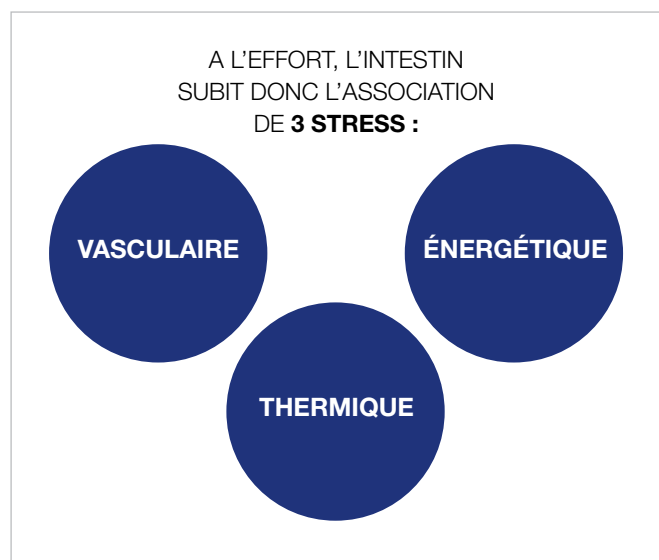 A L’EFFORT, L’INTESTIN
SUBIT DONC L’ASSOCIATION
DE 3 STRESS :
VASCULAIRE
ÉNERGÉTIQUE
THERMIQUE